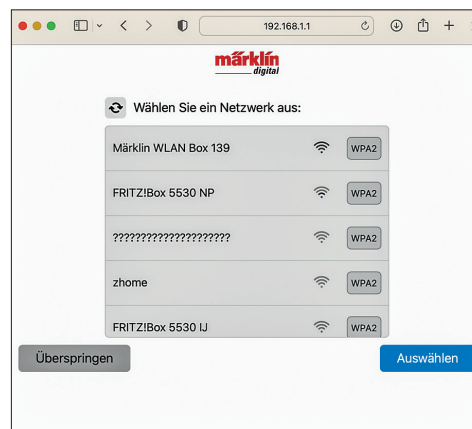 192.168.1.1
märklin
digital
Wählen Sie ein Netzwerk aus:
Märklin WLAN Box 139 WPA2
FRITZ!Box 5530 NP WPA2
????????????????????? WPA2
zhome WPA2
FRITZ!Box 5530 IJ WPA2
Überspringen Auswählen